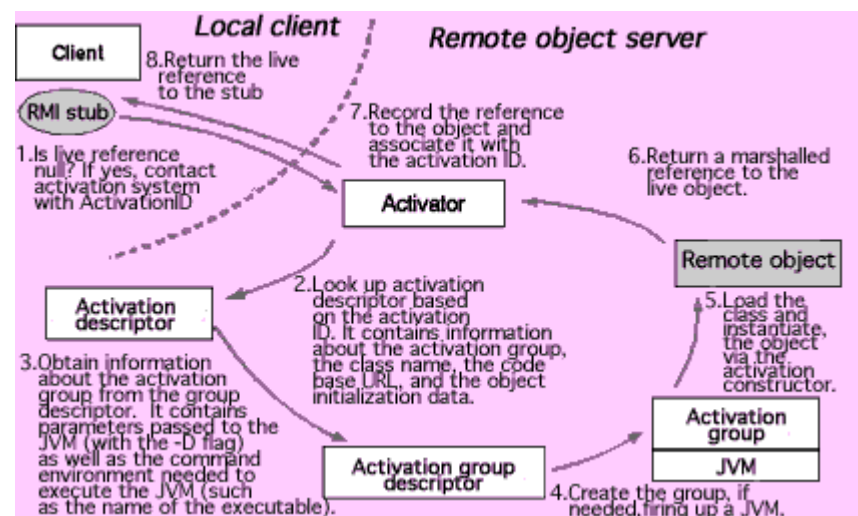 Local client
Remote object server
Client
8.Return the live
reference
to the stub
RMI stub
1.Is live reference
null? If yes, contact
activation system
with ActivationID
7.Record the reference
to the object and
associate it with
the activation ID.
6.Return a marshalled
reference to the
live object.
Activator
Remote object
Activation
descriptor
2.Look up activation
descriptor based
on the activation
ID. It contains information
about the activation group,
the class name, the code
base URL, and the object
initialization data.
5.Load the
class and
instantiate,
the object
via the
activation
constructor.
3.Obtain information
about the activation
group from the group
descriptor. It contains
parameters passed to the
JVM (with the -D flag)
as well as the command
environment needed to
execute the JVM (such
as the name of the executable).
Activation group
descriptor
Activation
group
JVM
4.Create the group, if
needed,firing up a JVM.